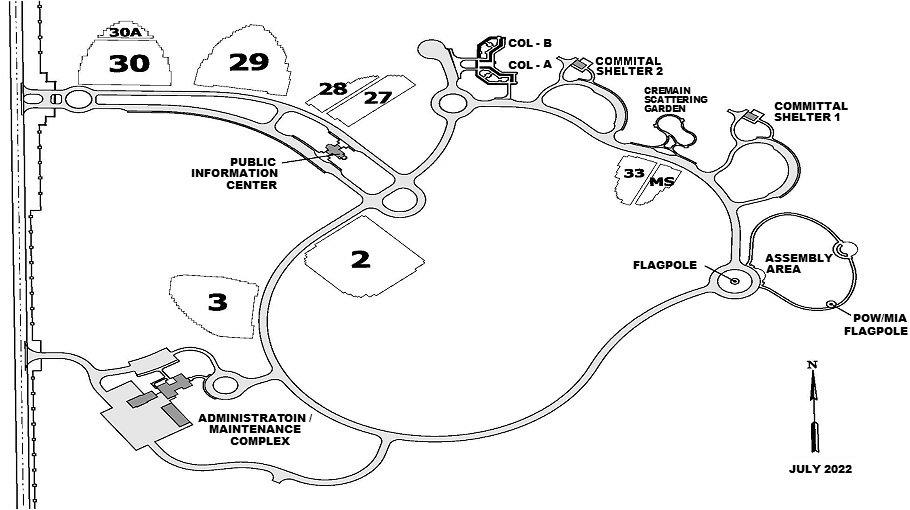 30A
30
29
28
27
COL - B
COL - A
COMMITAL
SHELTER 2
CREMAIN
SCATTERING
GARDEN
COMMITTAL
SHELTER 1
PUBLIC
INFORMATION
CENTER
33
MS
2
FLAGPOLE
ASSEMBLY
AREA
3
POW/MIA
FLAGPOLE
N
ADMINISTRATOIN /
MAINTENANCE
COMPLEX
JULY 2022